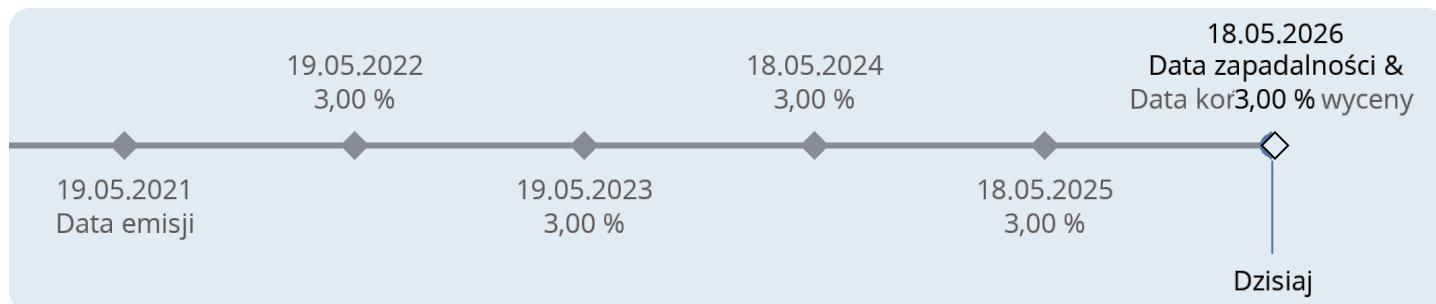 19.05.2021
Data emisji
19.05.2022
3,00 %
19.05.2023
3,00 %
18.05.2024
3,00 %
18.05.2025
3,00 %
18.05.2026
Data zapadalności &
3,00 %
Data wyceny
Dzisiaj